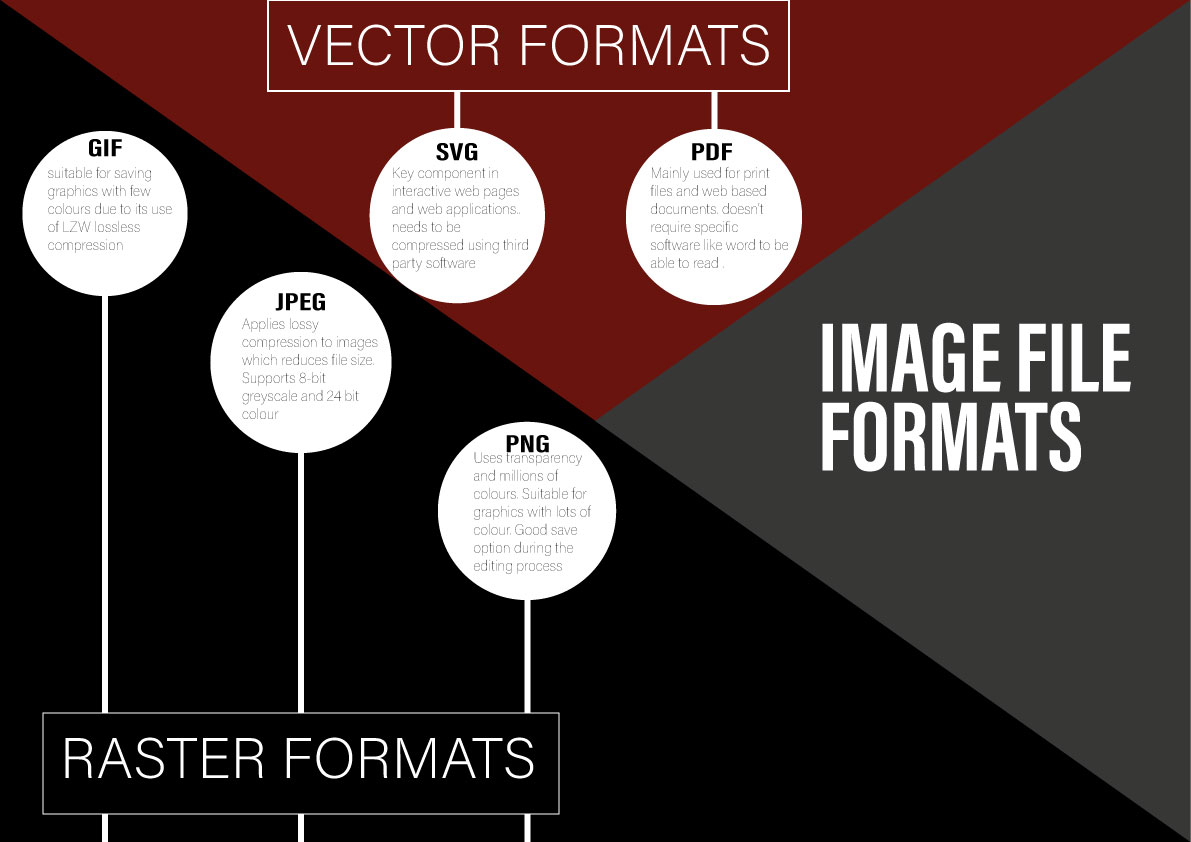 VECTOR FORMATS
GIF
suitable for saving
graphics with few
colours due to its use
of LZW lossless
compression
SVG
Key component in
interactive web pages
and web applications..
needs to be
compressed using third
party software
PDF
Mainly used for print
files and web based
documents. doesn't
require specific
software like word to be
able to read .
JPEG
Applies lossy
compression to images
which reduces file size.
Supports 8-bit
greyscale and 24 bit
colour
IMAGE FILE
FORMATS
PNG
Uses transparency
and millions of
colours. Suitable for
graphics with lots of
colour. Good save
option during the
editing process
RASTER FORMATS